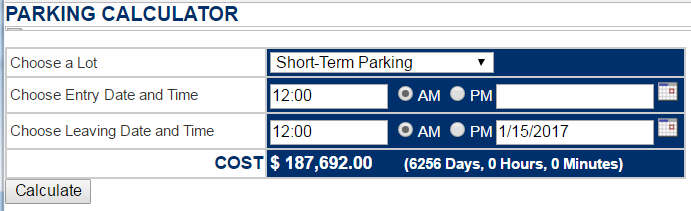 PARKING CALCULATOR
Choose a Lot Short-Term Parking
Choose Entry Date and Time 12:00 AM PM
Choose Leaving Date and Time 12:00 AM PM 1/15/2017
COST $ 187,692.00 (6256 Days, 0 Hours, 0 Minutes)
Calculate